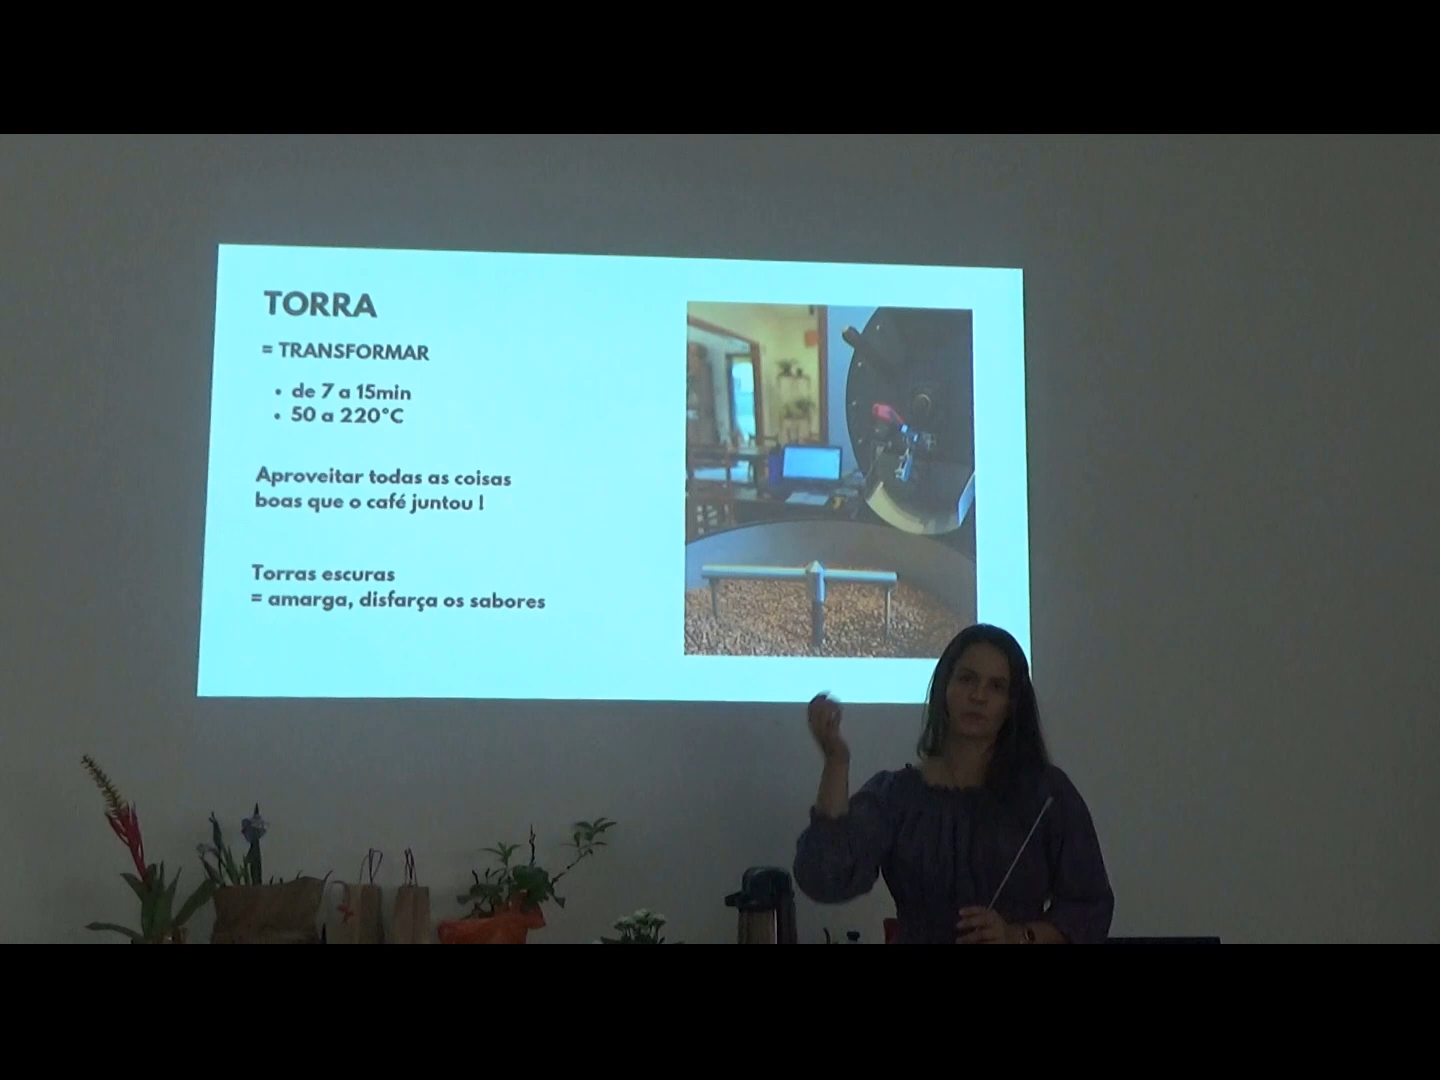 TORRA
= TRANSFORMAR
• de 7 a 15min
• 50 a 220°C
Aproveitar todas as coisas
boas que o café juntou !
Torras escuras
= amarga, disfarça os sabores